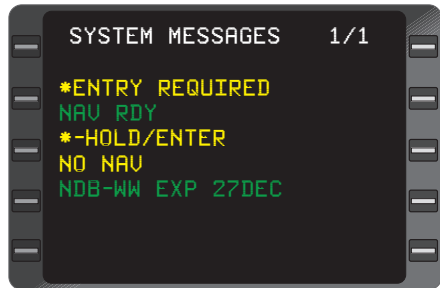 SYSTEM MESSAGES 1/1
*ENTRY REQUIRED
NAV RDY
*-HOLD/ENTER
NO NAV
NDB-WW EXP 27DEC